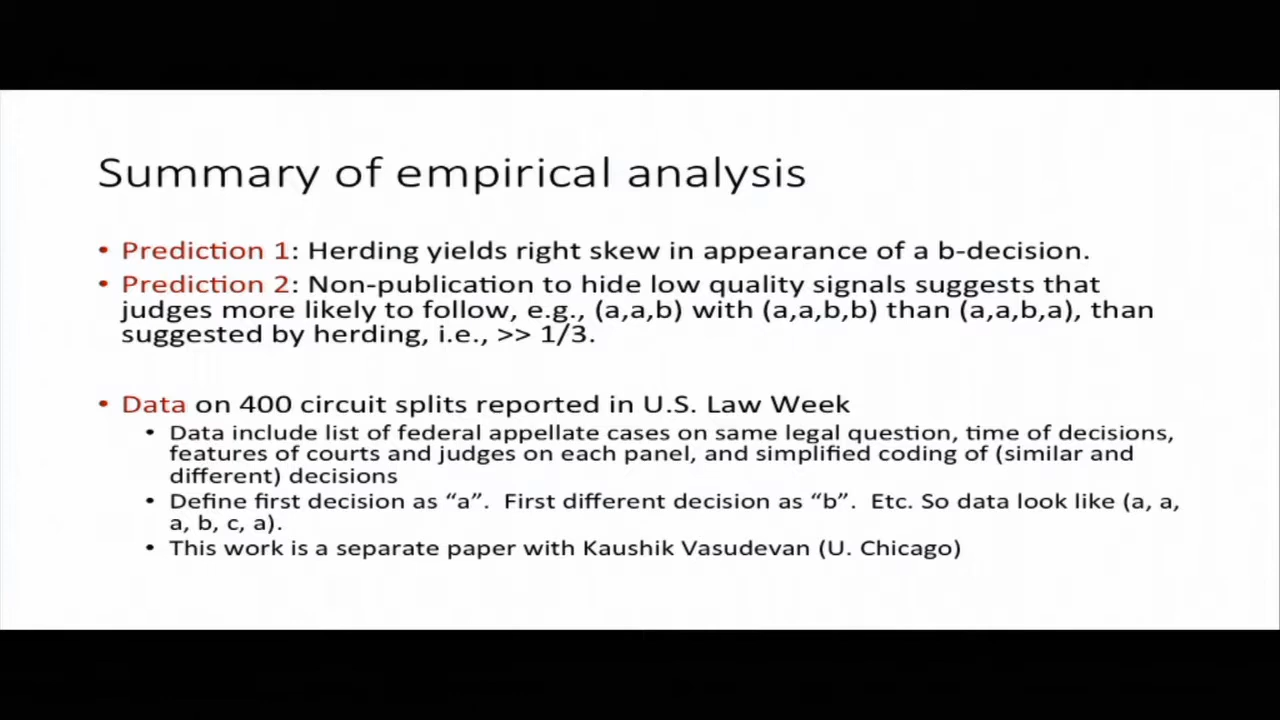 Summary of empirical analysis
• Prediction 1: Herding yields right skew in appearance of a b-decision.
• Prediction 2: Non-publication to hide low quality signals suggests that
judges more likely to follow, e.g., (a,a,b) with (a,a,b,b) than (a,a,b,a), than
suggested by herding, i.e., >> 1/3.
• Data on 400 circuit splits reported in U.S. Law Week
• Data include list of federal appellate cases on same legal question, time of decisions,
features of courts and judges on each panel, and simplified coding of (similar and
different) decisions
• Define first decision as “a”. First different decision as “b”. Etc. So data look like (a, a,
a, b, c, a).
• This work is a separate paper with Kaushik Vasudevan (U. Chicago)